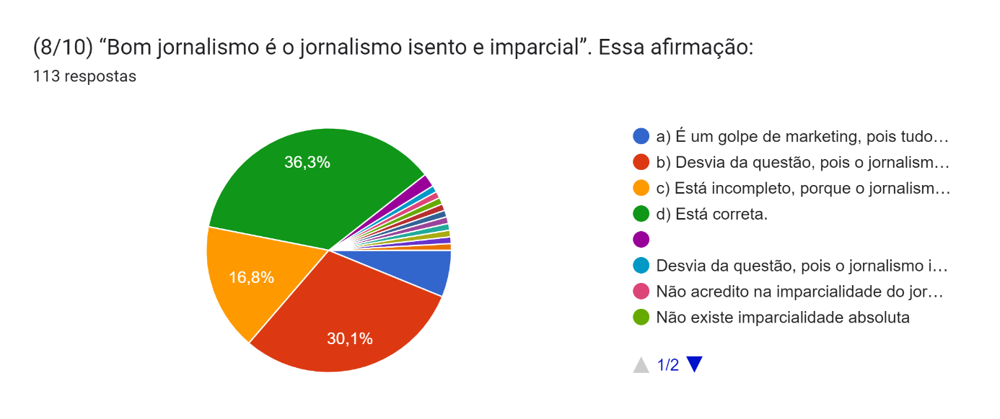 (8/10) “Bom jornalismo é o jornalismo isento e imparcial”. Essa afirmação:
113 respostas
36,3%
16,8%
30,1%
a) É um golpe de marketing, pois tudo…
b) Desvia da questão, pois o jornalism…
c) Está incompleto, porque o jornalism…
d) Está correta.
Desvia da questão, pois o jornalismo i…
Não acredito na imparcialidade do jor…
Não existe imparcialidade absoluta
1/2